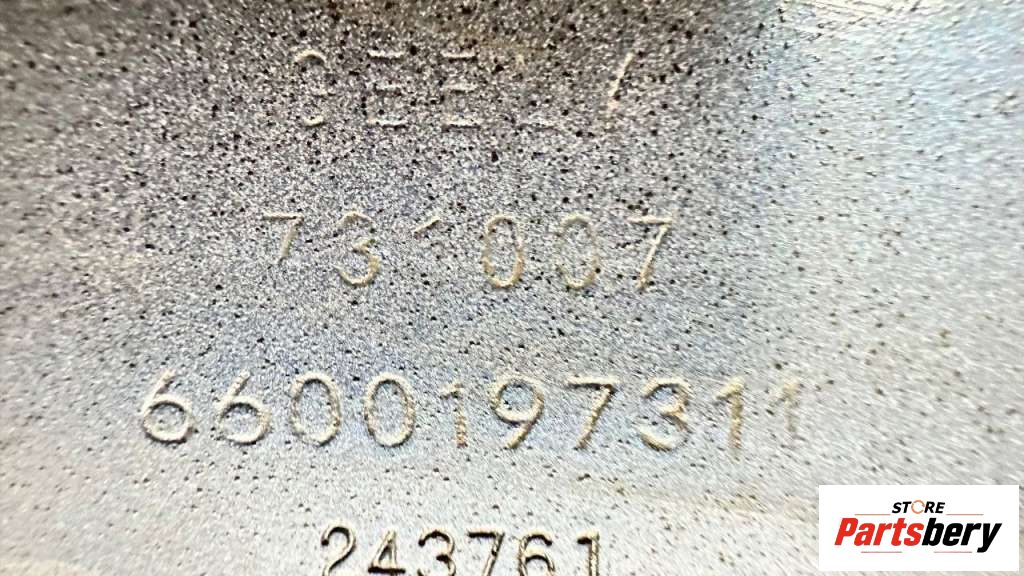 GEELY
731007
6600197311
243761
STORE
Partsbery